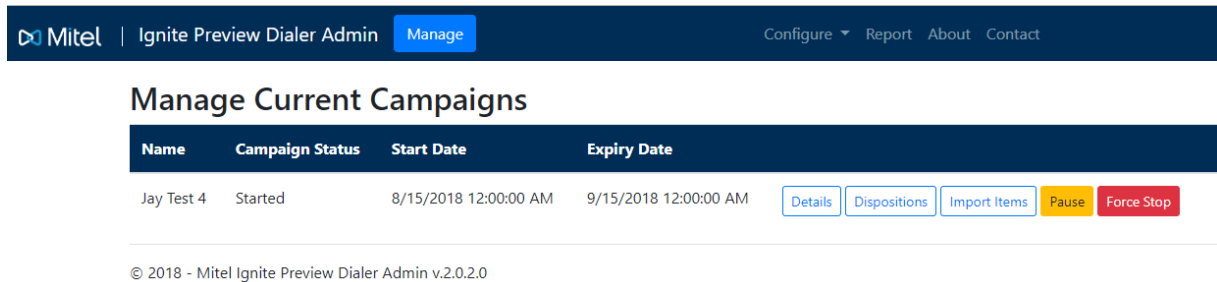 Mitel | Ignite Preview Dialer Admin Manage Configure Report About Contact
Manage Current Campaigns
Name Campaign Status Start Date Expiry Date
Jay Test 4 Started 8/15/2018 12:00:00 AM 9/15/2018 12:00:00 AM Details Dispositions Import Items Pause Force Stop
© 2018 - Mitel Ignite Preview Dialer Admin v.2.0.2.0